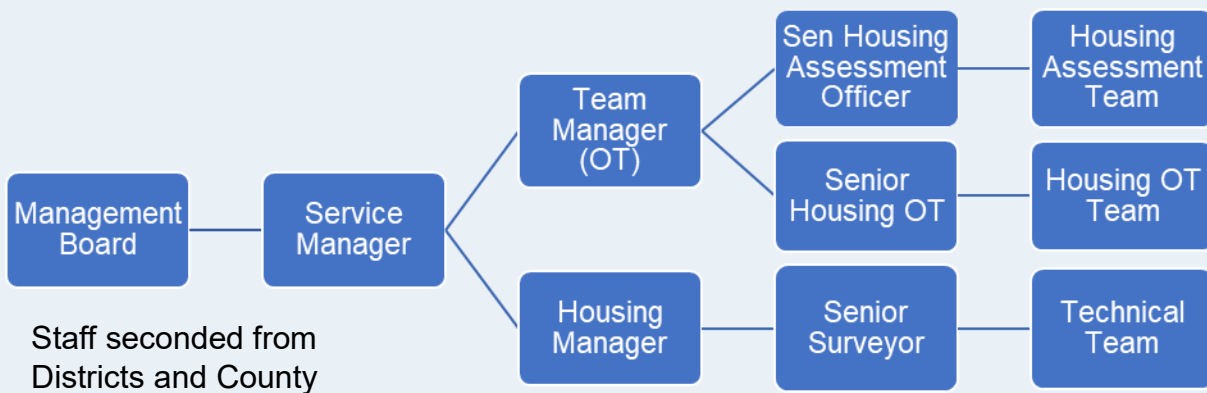 Management
Board
Service
Manager
Team
Manager
(OT)
Housing
Manager
Sen Housing
Assessment
Officer
Senior
Housing OT
Senior
Surveyor
Housing
Assessment
Team
Housing OT
Team
Technical
Team
Staff seconded from
Districts and County